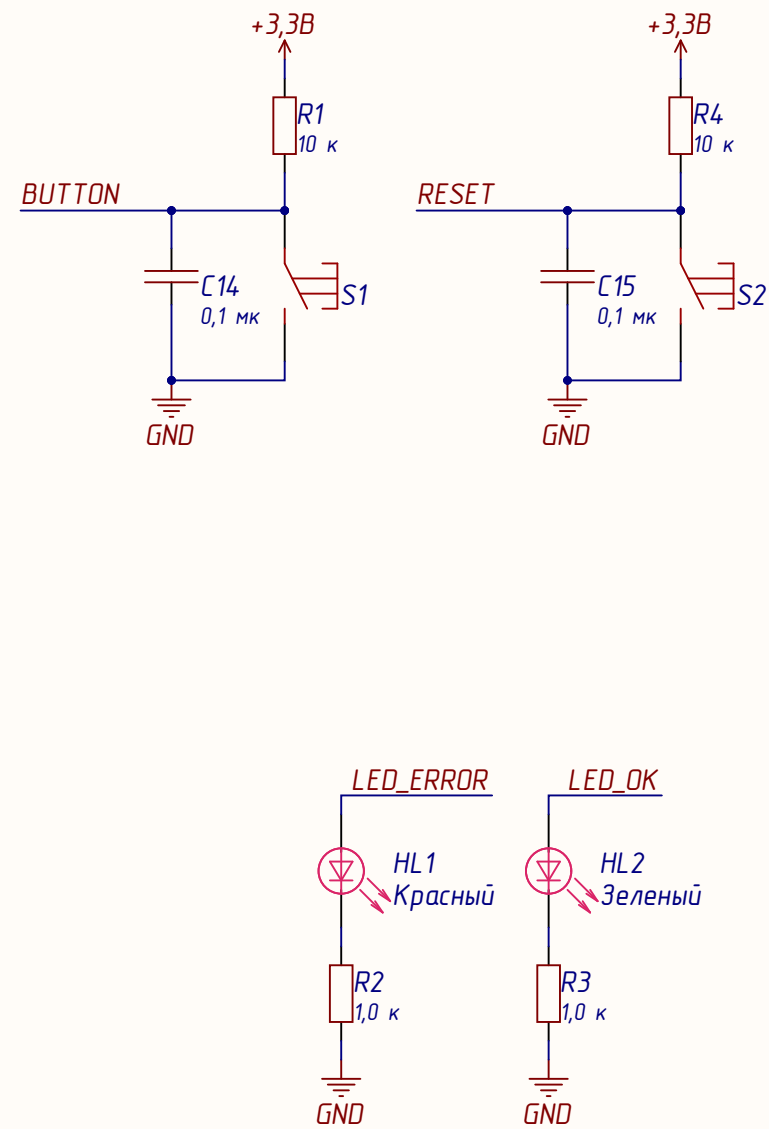 +3,3В
+3,3В
R1
10 к
R4
10 к
BUTTON
RESET
C14
0,1 мк
S1
C15
0,1 мк
S2
GND
GND
LED_ERROR
LED_OK
HL1
Красный
HL2
Зеленый
R2
1,0 к
R3
1,0 к
GND
GND